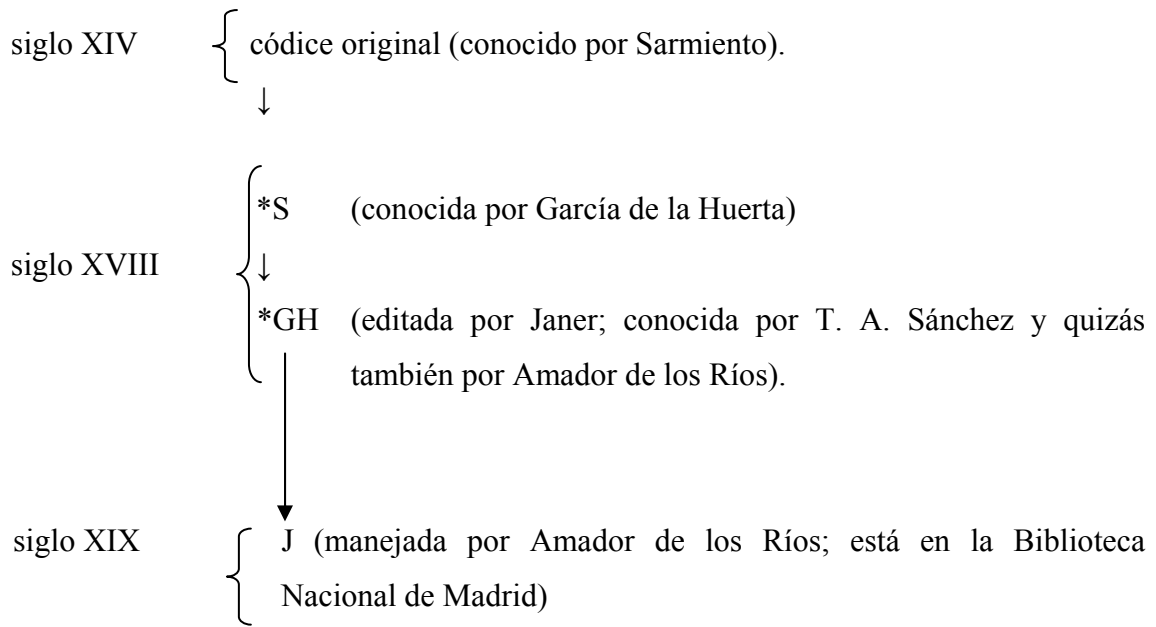 siglo XIV códice original (conocido por Sarmiento).
↓
*S (conocida por García de la Huerta)
siglo XVIII ↓
*GH (editada por Janer; conocida por T. A. Sánchez y quizás
también por Amador de los Ríos).
siglo XIX J (manejada por Amador de los Ríos; está en la Biblioteca
Nacional de Madrid)